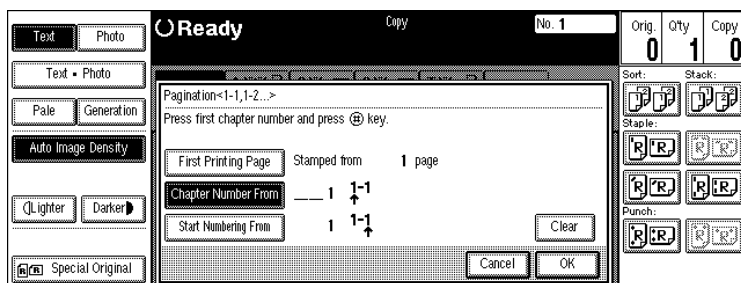 Text Photo
Text • Photo
Pale Generation
Auto Image Density
Lighter Darker
Special Original
Ready
Copy
No. 1
Pagination<1-1,1-2...>
Press first chapter number and press # key.
First Printing Page Stamped from 1 page
Chapter Number From __ 1 1-1
Start Numbering From 1 1-1
Clear
Cancel OK
Orig. Q'ty Copy
0 1 0
Sort: Stack:
Staple:
Punch: